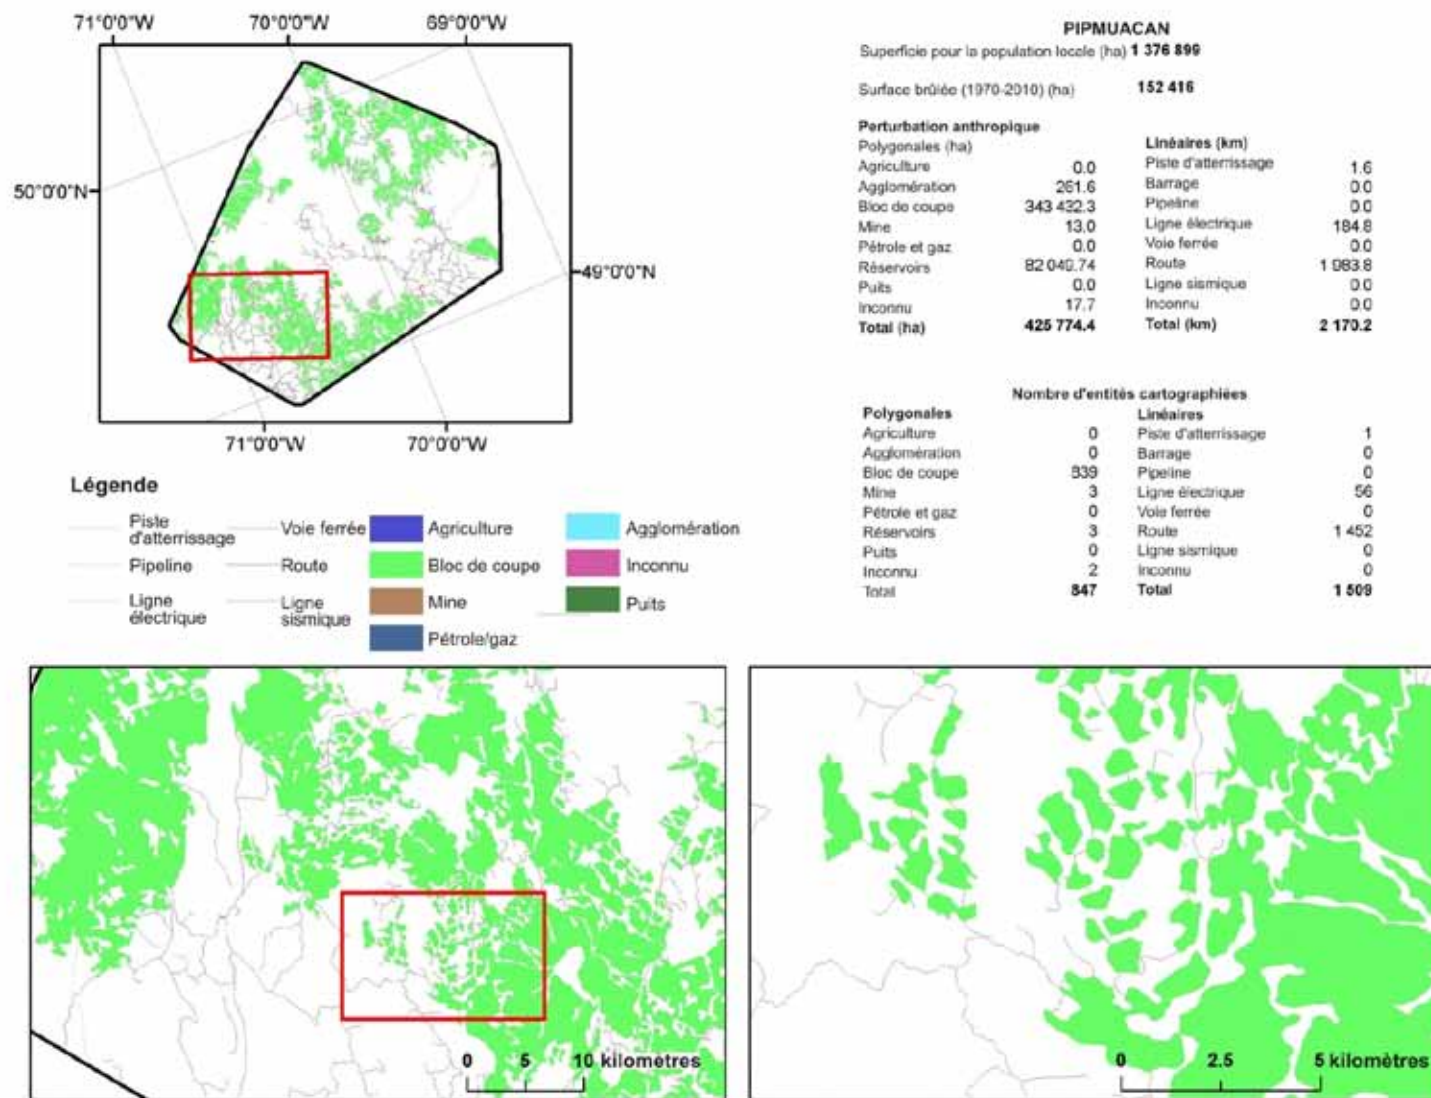 71°0'0"W 70°0'0"W 69°0'0"W
50°0'0"N
49°0'0"N
71°0'0"W 70°0'0"W
PIPMUACAN
Superficie pour la population locale (ha) 1 376 899
Surface brûlée (1970-2010) (ha) 152 416
Perturbation anthropique
Polygonales (ha) Linéaires (km)
Agriculture 0.0 Piste d'atterrissage 1.6
Agglomération 261.6 Barrage 0.0
Bloc de coupe 343 432.3 Pipeline 0.0
Mine 13.0 Ligne électrique 184.8
Pétrole et gaz 0.0 Voie ferrée 0.0
Réservoirs 82 049.74 Route 1 983.8
Puits 0.0 Ligne sismique 0.0
Inconnu 17.7 Inconnu 0.0
Total (ha) 425 774.4 Total (km) 2 170.2
Nombre d'entités cartographiées
Polygonales Linéaires
Agriculture 0 Piste d'atterrissage 1
Agglomération 0 Barrage 0
Bloc de coupe 839 Pipeline 0
Mine 3 Ligne électrique 56
Pétrole et gaz 0 Voie ferrée 0
Réservoirs 3 Route 1 452
Puits 0 Ligne sismique 0
Inconnu 2 Inconnu 0
Total 847 Total 1 509
Légende
Piste d'atterrissage
Pipeline
Ligne électrique
Voie ferrée
Route
Ligne sismique
Agriculture
Bloc de coupe
Mine
Pétrole/gaz
Agglomération
Inconnu
Puits
0 5 10 kilomètres
0 2.5 5 kilomètres